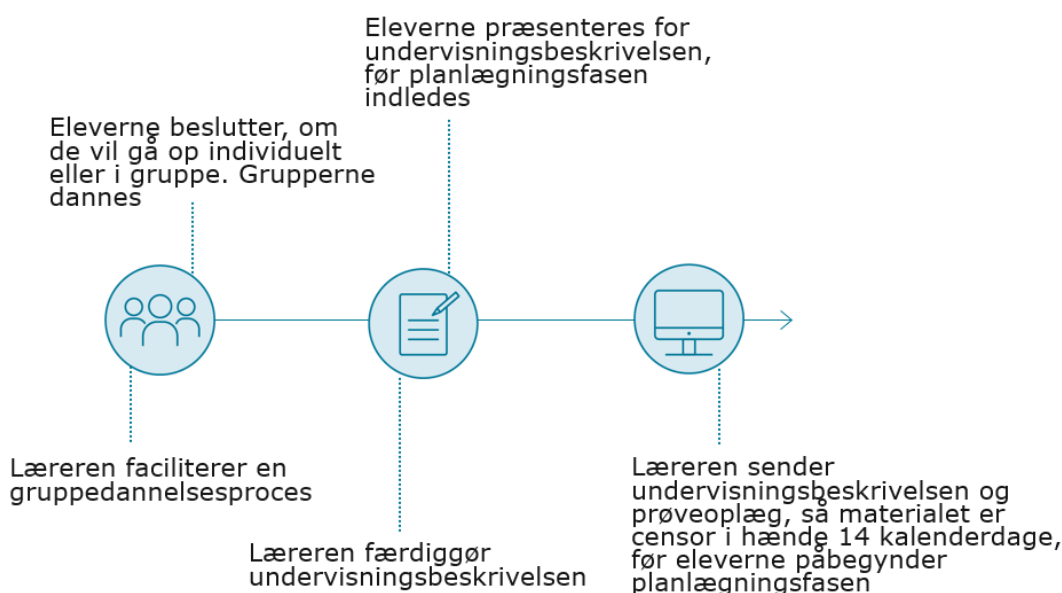 Eleverne præsenteres for
undervisningsbeskrivelsen,
før planlægningsfasen
indledes
Eleverne beslutter, om
de vil gå op individuelt
eller i gruppe. Grupperne
dannes
Læreren faciliterer en
gruppedannelsesproces
Læreren færdiggør
undervisningsbeskrivelsen
Læreren sender
undervisningsbeskrivelsen og
prøveoplæg, så materialet er
censor i hænde 14 kalenderdage,
før eleverne påbegynder
planlægningsfasen